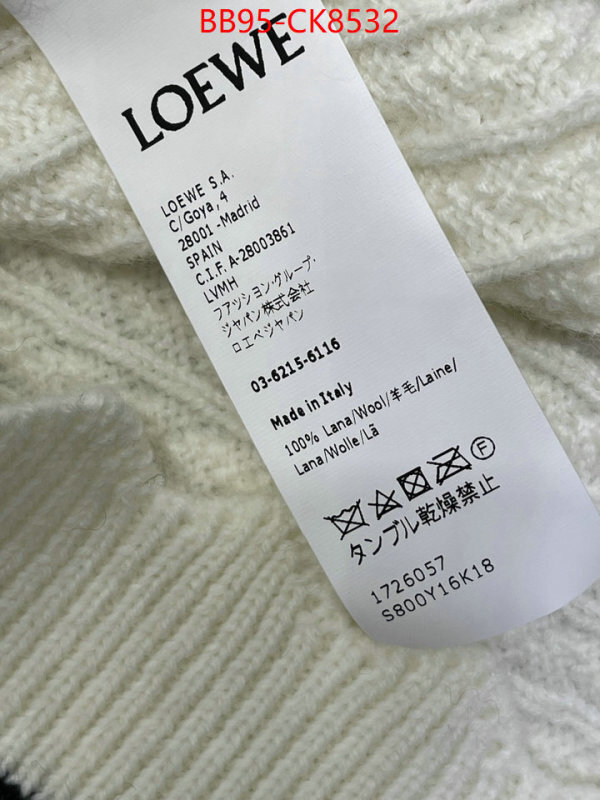 BB95-CK8532
LOEWE
LOEWE S.A.
C/Goya, 4
28001 -Madrid
SPAIN
C.I.F. A-28003861
LVMH
ファッション・グループ・
ジャパン株式会社
ロエベジャパン
03-6215-6116
Made in Italy
100% Lana/Wool/羊毛/Laine/
Lana/Wolle/Lã
F
タンブル乾燥禁止
1726057
S800Y16K18